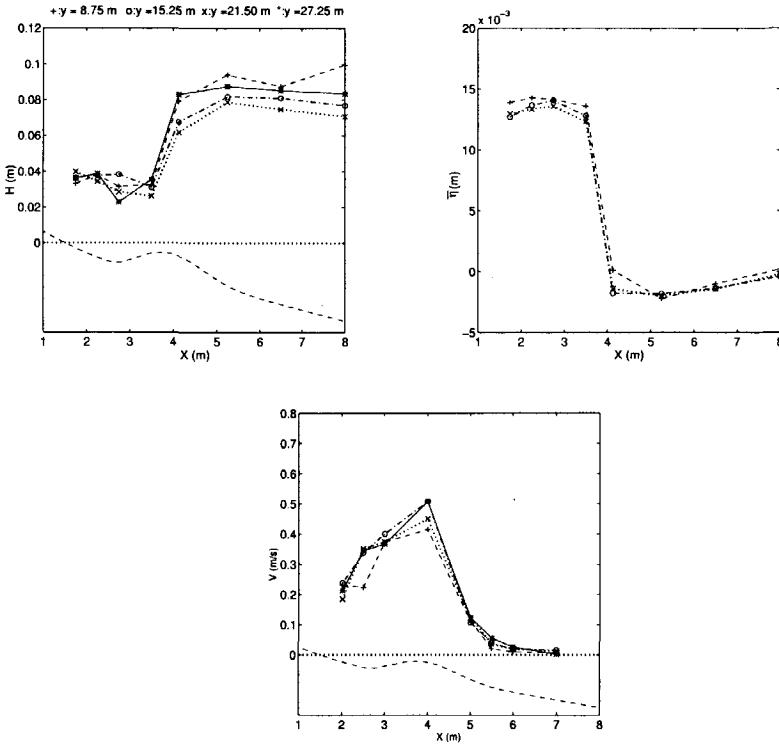 +:y = 8.75 m o:y =15.25 m x:y=21.50 m *:y=27.25 m
0.12
0.1
0.08
0.06
0.04
0.02
0
H (m)
1 2 3 4 5 6 7 8
X (m)
x 10⁻³
20
15
10
5
0
−5
η̅ (m)
1 2 3 4 5 6 7 8
X (m)
0.8
0.7
0.6
0.5
0.4
0.3
0.2
0.1
0
V (m/s)
1 2 3 4 5 6 7 8
X (m)